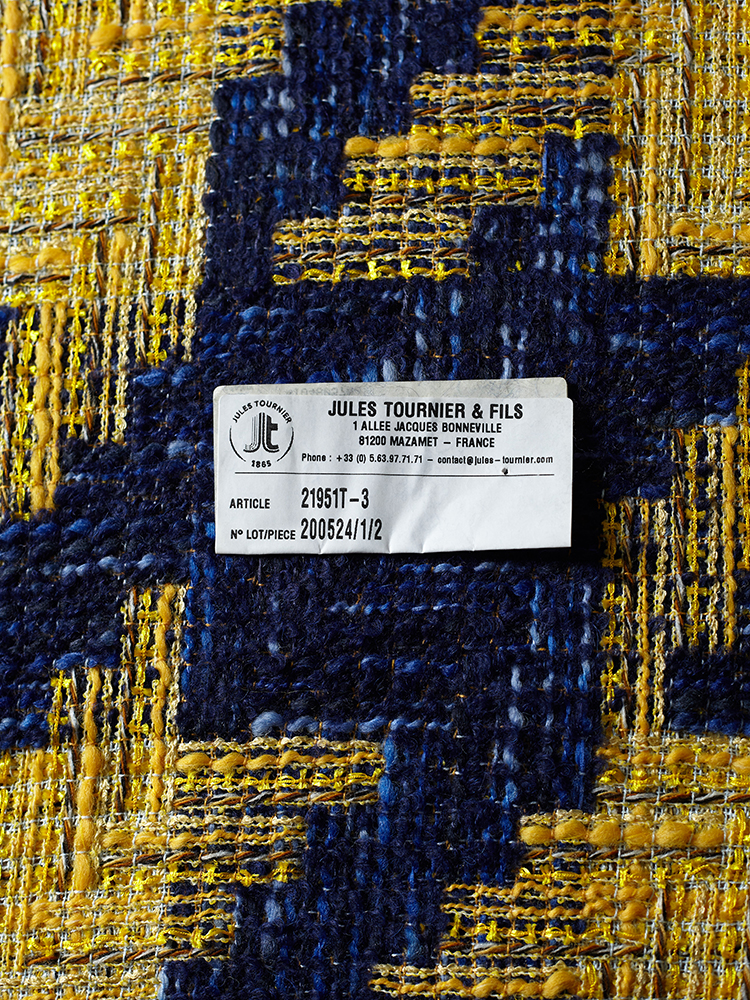 JULES TOURNIER
Jt
1865
JULES TOURNIER & FILS
1 ALLEE JACQUES BONNEVILLE
81200 MAZAMET – FRANCE
Phone : +33 (0) 5.63.97.71.71 – contact@jules-tournier.com
ARTICLE 21951T-3
N° LOT/PIECE 200524/1/2